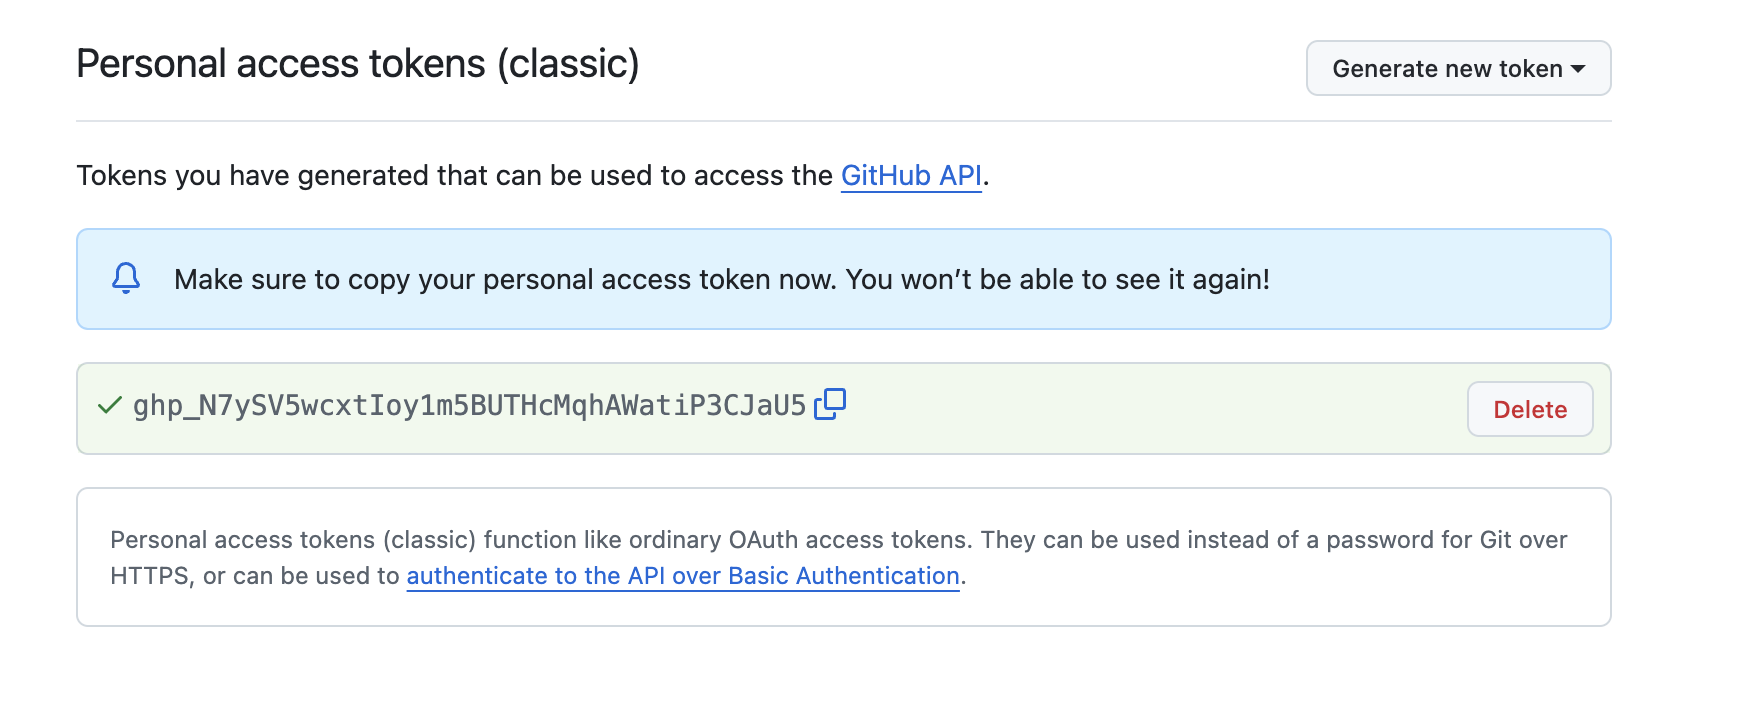 Personal access tokens (classic)
Generate new token
Tokens you have generated that can be used to access the GitHub API.
Make sure to copy your personal access token now. You won’t be able to see it again!
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
Delete
Personal access tokens (classic) function like ordinary OAuth access tokens. They can be used instead of a password for Git over
HTTPS, or can be used to authenticate to the API over Basic Authentication.